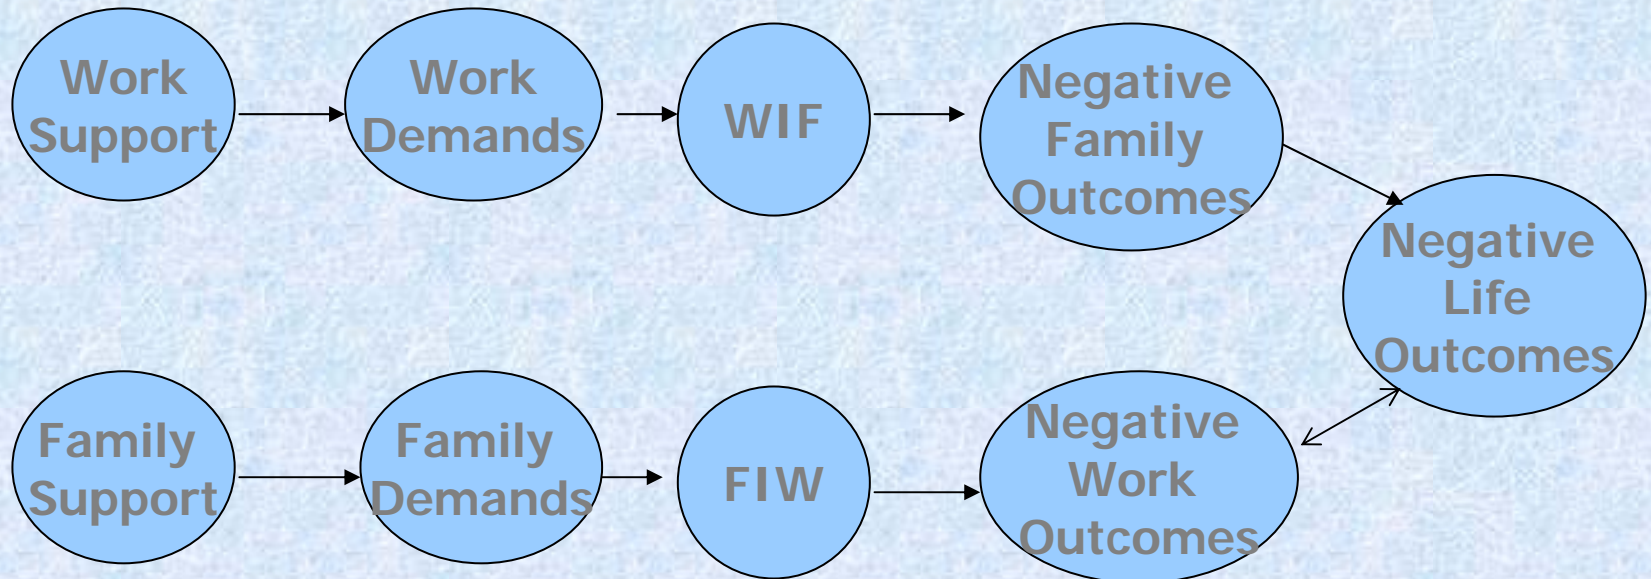 Work
Support
Work
Demands
WIF
Negative
Family
Outcomes
Negative
Life
Outcomes
Family
Support
Family
Demands
FIW
Negative
Work
Outcomes